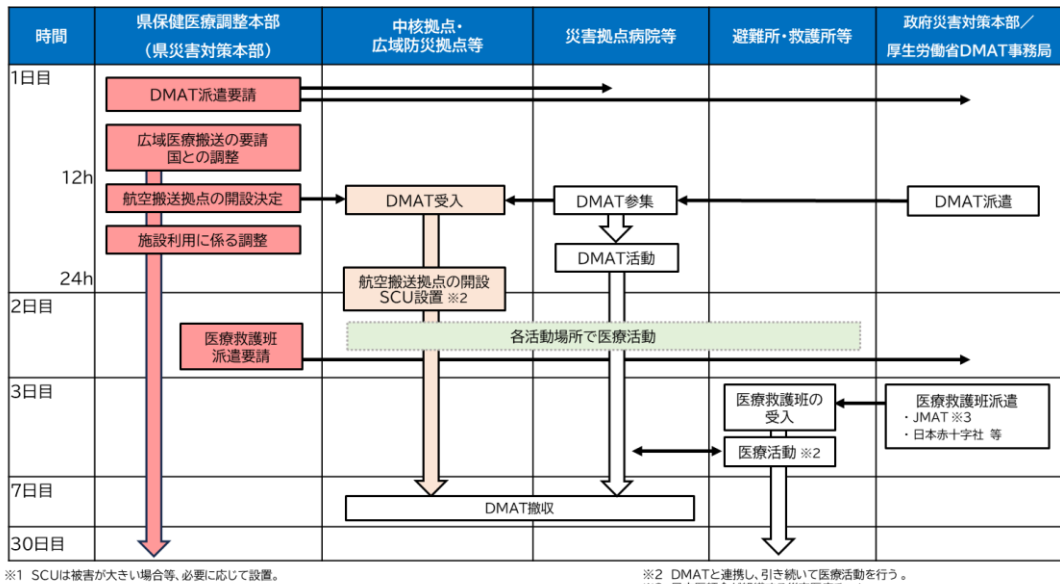 時間
県保健医療調整本部
(県災害対策本部)
中核拠点・
広域防災拠点等
災害拠点病院等
避難所・救護所等
政府災害対策本部／
厚生労働省DMAT事務局
1日目
DMAT派遣要請
広域医療搬送の要請
国との調整
12h
航空搬送拠点の開設決定
DMAT受入
DMAT参集
DMAT派遣
施設利用に係る調整
DMAT活動
24h
航空搬送拠点の開設
SCU設置 ※2
2日目
医療救護班
派遣要請
各活動場所で医療活動
3日目
医療救護班の
受入
医療救護班派遣
・JMAT ※3
・日本赤十字社 等
医療活動 ※2
7日目
DMAT撤収
30日目
※1 SCUは被害が大きい場合等、必要に応じて設置。
※2 DMATと連携し、引き続いて医療活動を行う。